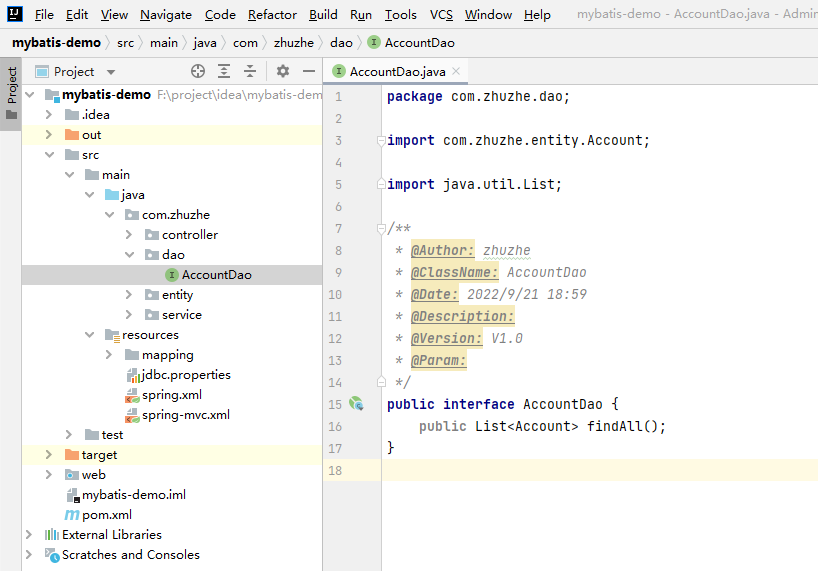 File Edit View Navigate Code Refactor Build Run Tools VCS Window Help mybatis-demo - AccountDao.java - Admin
mybatis-demo src main java com zhuzhe dao AccountDao
Project
Project
AccountDao.java
mybatis-demo F:\project\idea\mybatis-dem
.idea
out
src
main
java
com.zhuzhe
controller
dao
AccountDao
entity
service
resources
mapping
jdbc.properties
spring.xml
spring-mvc.xml
test
target
web
mybatis-demo.iml
pom.xml
External Libraries
Scratches and Consoles
1 package com.zhuzhe.dao;
2
3 import com.zhuzhe.entity.Account;
4
5 import java.util.List;
6
7 /**
8 * @Author: zhuzhe
9 * @ClassName: AccountDao
10 * @Date: 2022/9/21 18:59
11 * @Description:
12 * @Version: V1.0
13 * @Param:
14 */
15 public interface AccountDao {
16 public List<Account> findAll();
17 }
18